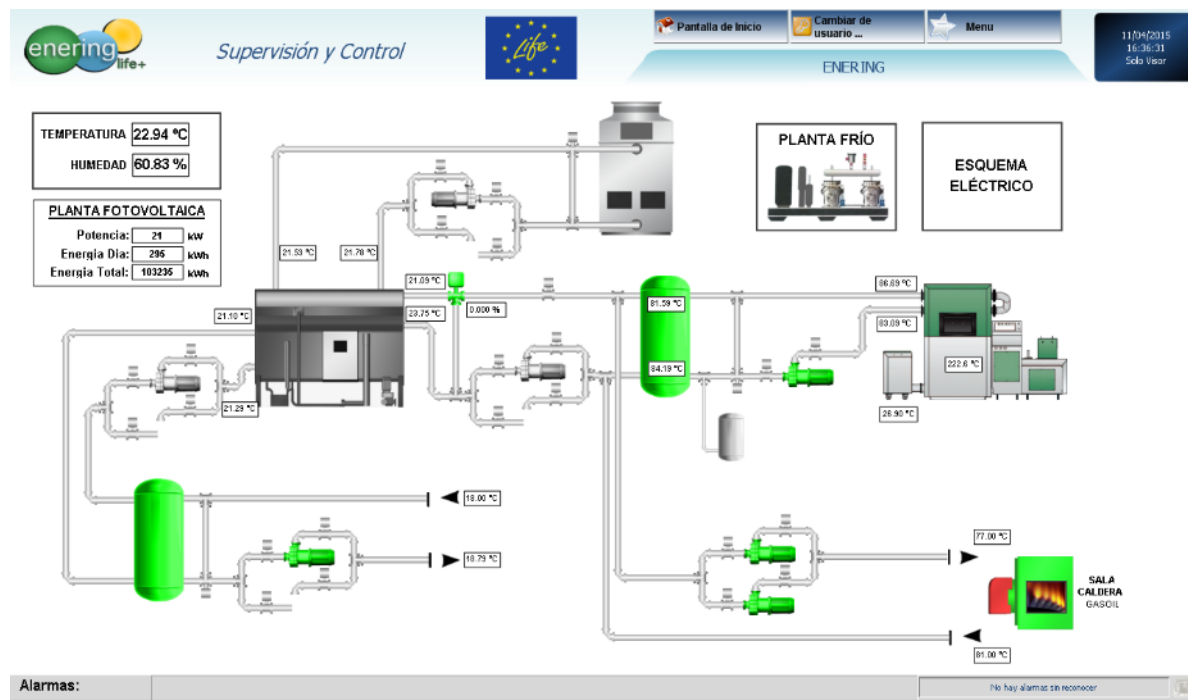 enering
life+
Supervisión y Control
Life
Pantalla de Inicio
Cambiar de
usuario ...
Menu
ENERING
11/04/2015
16:36:31
Solo Visor
TEMPERATURA 22.94 ºC
HUMEDAD 60.83 %
PLANTA FOTOVOLTAICA
Potencia: 21 kW
Energia Dia: 295 kWh
Energia Total: 103235 kWh
PLANTA FRÍO
ESQUEMA
ELÉCTRICO
21.53 ºC
21.78 ºC
21.09 ºC
0.000 %
23.75 ºC
21.10 ºC
21.29 ºC
81.59 ºC
84.19 ºC
86.69 ºC
83.09 ºC
222.6 ºC
26.90 ºC
18.00 ºC
18.79 ºC
77.00 ºC
SALA
CALDERA
GASOIL
81.00 ºC
Alarmas:
No hay alarmas sin reconocer